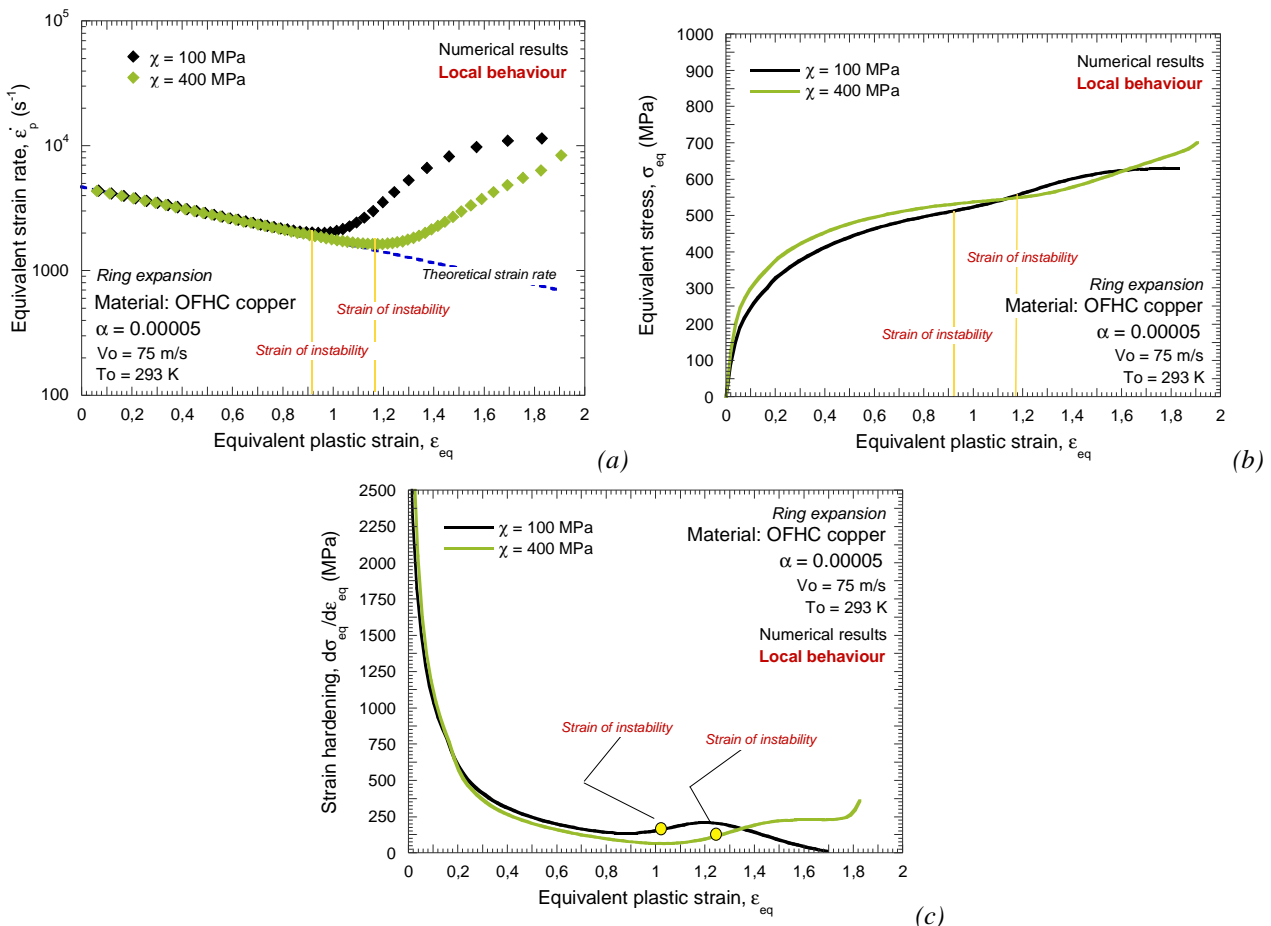 10⁵
10⁴
1000
100
Equivalent strain rate, ε̇p (s⁻¹)
χ = 100 MPa
χ = 400 MPa
Numerical results
Local behaviour
Theoretical strain rate
Ring expansion
Material: OFHC copper
α = 0.00005
Vo = 75 m/s
To = 293 K
Strain of instability
Strain of instability
0 0,2 0,4 0,6 0,8 1 1,2 1,4 1,6 1,8 2
Equivalent plastic strain, εeq
(a)
1000
900
800
700
600
500
400
300
200
100
0
Equivalent stress, σeq (MPa)
χ = 100 MPa
χ = 400 MPa
Numerical results
Local behaviour
Strain of instability
Strain of instability
Ring expansion
Material: OFHC copper
α = 0.00005
Vo = 75 m/s
To = 293 K
0 0,2 0,4 0,6 0,8 1 1,2 1,4 1,6 1,8 2
Equivalent plastic strain, εeq
(b)
2500
2250
2000
1750
1500
1250
1000
750
500
250
0
Strain hardening, dσeq/dεeq (MPa)
χ = 100 MPa
χ = 400 MPa
Ring expansion
Material: OFHC copper
α = 0.00005
Vo = 75 m/s
To = 293 K
Numerical results
Local behaviour
Strain of instability
Strain of instability
0 0,2 0,4 0,6 0,8 1 1,2 1,4 1,6 1,8 2
Equivalent plastic strain, εeq
(c)